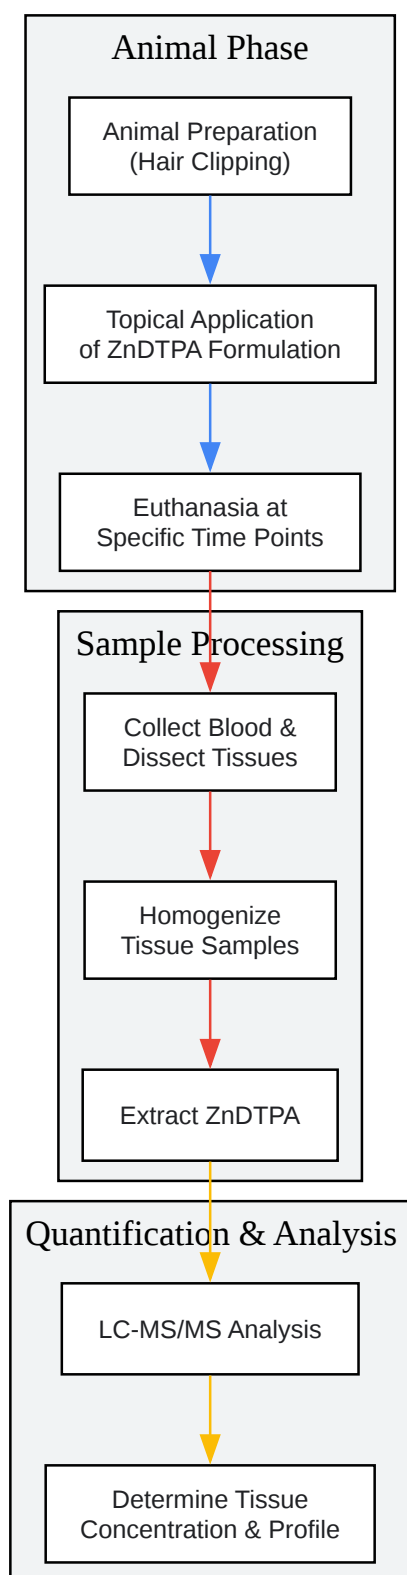 Animal Phase
Animal Preparation
(Hair Clipping)
Topical Application
of ZnDTPA Formulation
Euthanasia at
Specific Time Points
Sample Processing
Collect Blood &
Dissect Tissues
Homogenize
Tissue Samples
Extract ZnDTPA
Quantification & Analysis
LC-MS/MS Analysis
Determine Tissue
Concentration & Profile